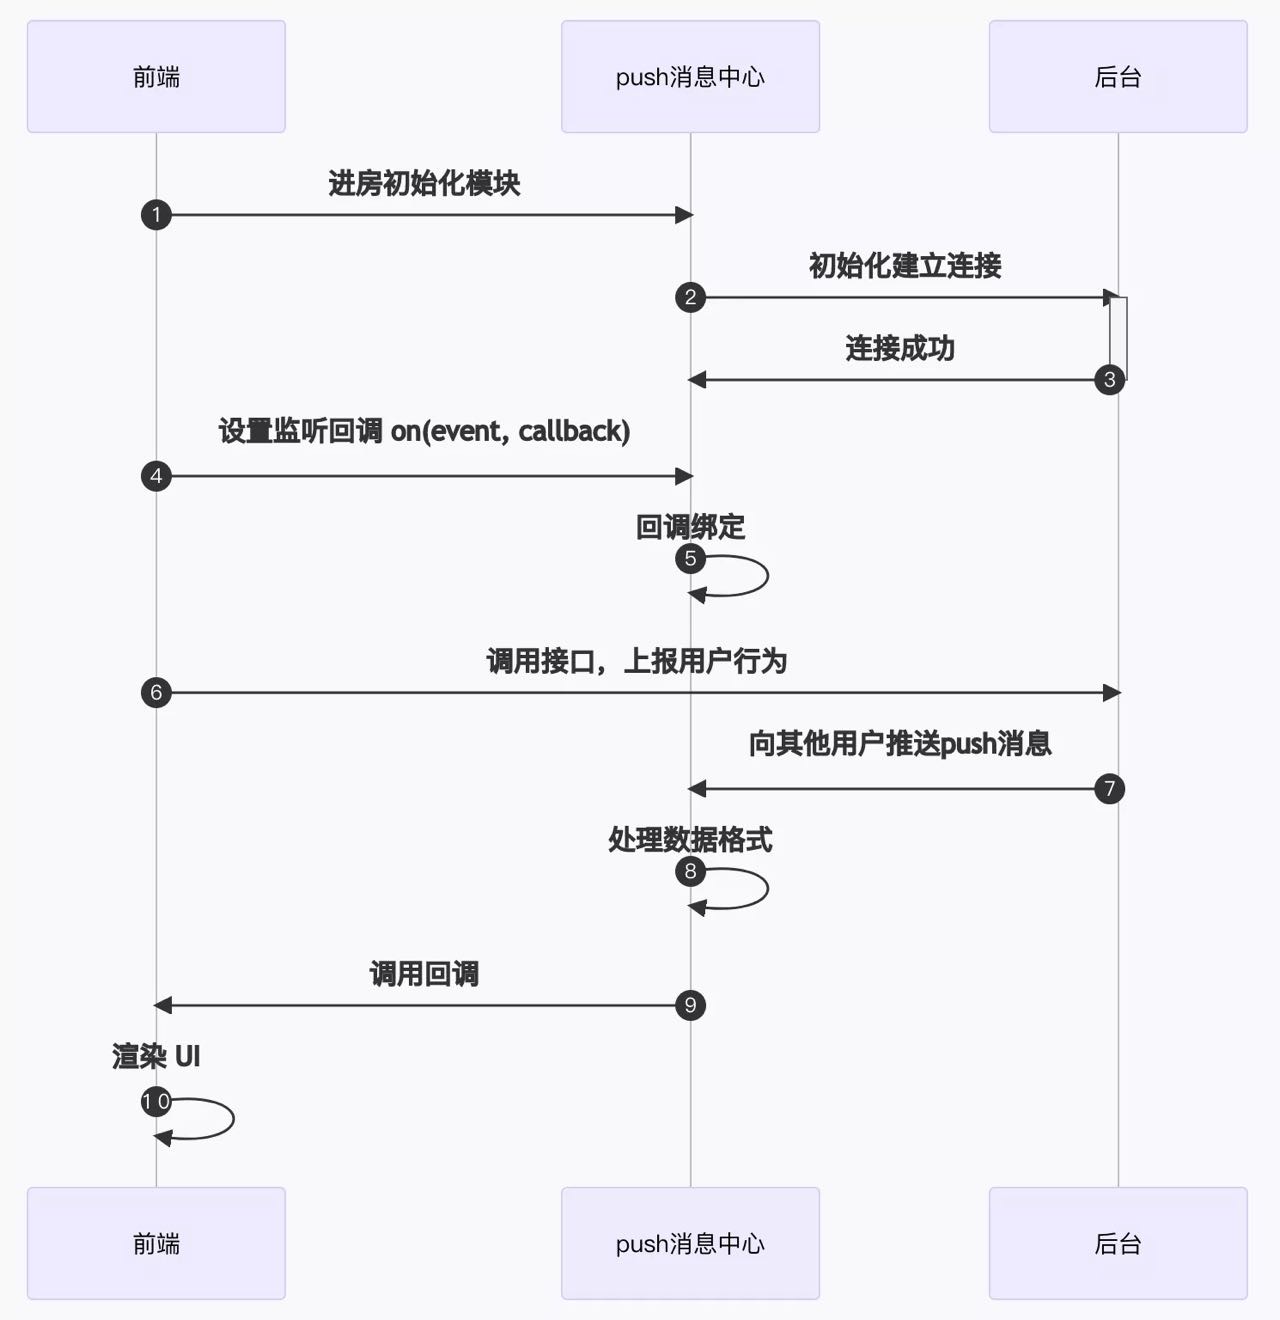 前端
push消息中心
后台
进房初始化模块
1
初始化建立连接
2
连接成功
3
设置监听回调 on(event, callback)
4
回调绑定
5
调用接口，上报用户行为
6
向其他用户推送push消息
7
处理数据格式
8
调用回调
9
渲染 UI
10
前端
push消息中心
后台